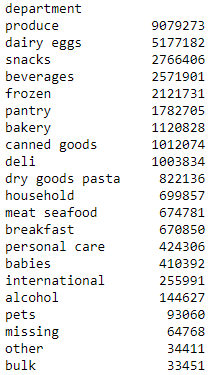 department
produce 9079273
dairy eggs 5177182
snacks 2766406
beverages 2571901
frozen 2121731
pantry 1782705
bakery 1120828
canned goods 1012074
deli 1003834
dry goods pasta 822136
household 699857
meat seafood 674781
breakfast 670850
personal care 424306
babies 410392
international 255991
alcohol 144627
pets 93060
missing 64768
other 34411
bulk 33451